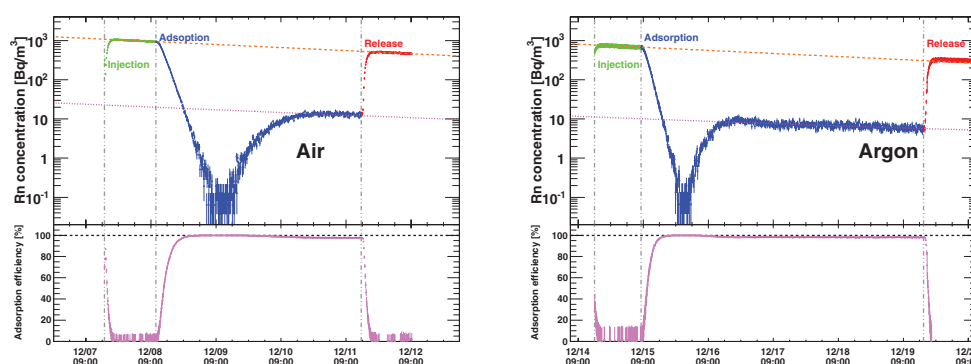 Rn concentration [Bq/m³]
10³
10²
10
1
10⁻¹
Injection
Adsoption
Release
Air
Adsorption efficiency [%]
100
80
60
40
20
0
12/07 12/08 12/09 12/10 12/11 12/12
09:00 09:00 09:00 09:00 09:00 09:00
Rn concentration [Bq/m³]
10³
10²
10
1
10⁻¹
Injection
Adsorption
Release
Argon
Adsorption efficiency [%]
100
80
60
40
20
0
12/14 12/15 12/16 12/17 12/18 12/19
09:00 09:00 09:00 09:00 09:00 09:00